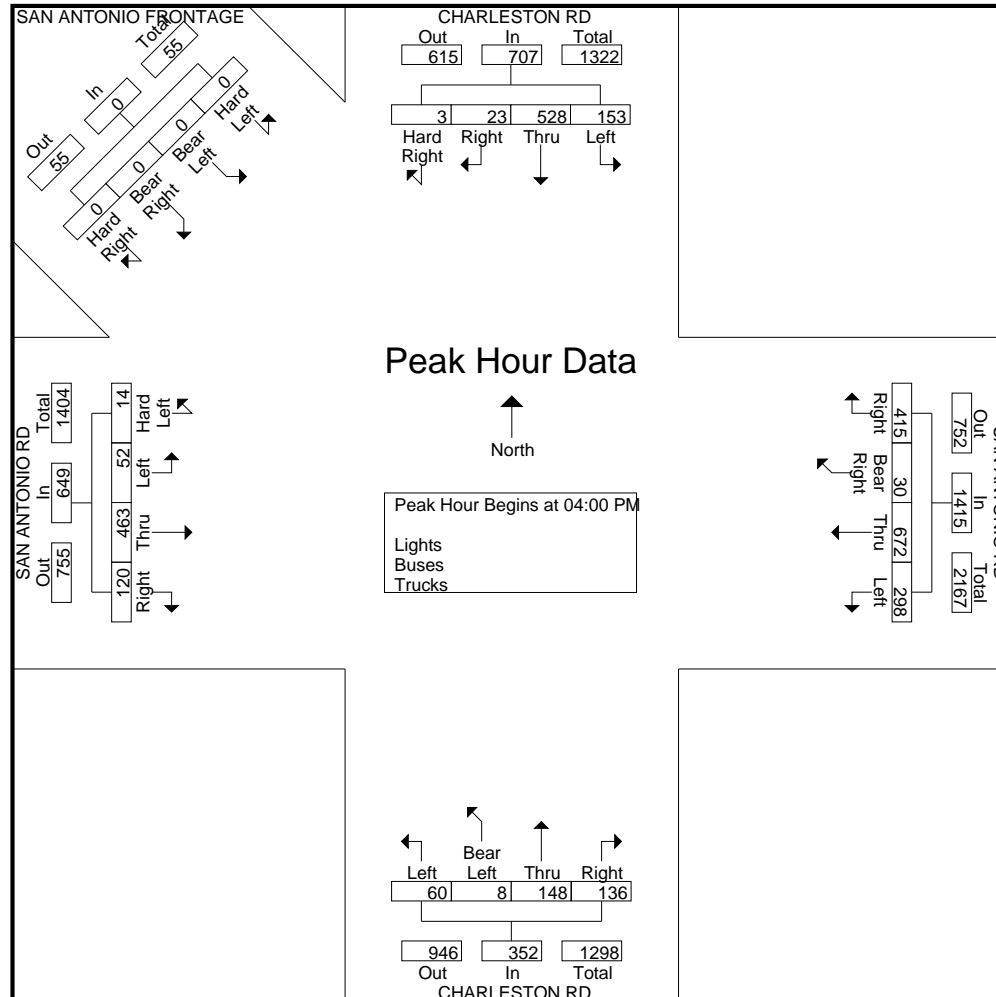 SAN ANTONIO FRONTAGE
Total
55
In
0
Out
55
0
Hard
Left
0
Bear
Left
0
Bear
Right
0
Hard
Right
CHARLESTON RD
Out In Total
615 707 1322
3 23 528 153
Hard
Right
Right Thru Left
Peak Hour Data
North
Peak Hour Begins at 04:00 PM
Lights
Buses
Trucks
SAN ANTONIO RD
Total
1404
In
649
Out
755
14
Hard
Left
52
Left
463
Thru
120
Right
Right
415
Bear
Right
30
Thru
672
Left
298
Out
752
In
1415
Total
2167
Left
Bear
Left
Thru Right
60 8 148 136
946 352 1298
Out In Total
CHARLESTON RD